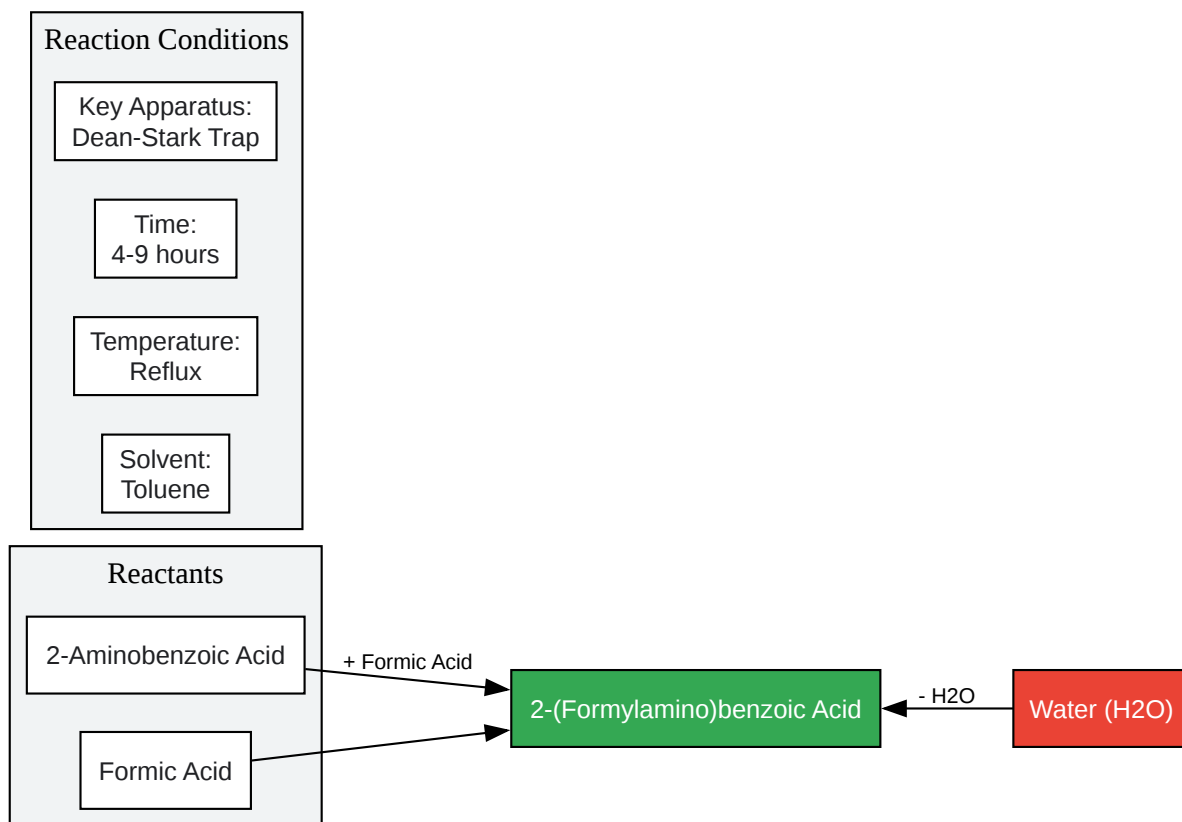 Reaction Conditions
Key Apparatus:
Dean-Stark Trap
Time:
4-9 hours
Temperature:
Reflux
Solvent:
Toluene
Reactants
2-Aminobenzoic Acid
+ Formic Acid
Formic Acid
2-(Formylamino)benzoic Acid
- H2O
Water (H2O)